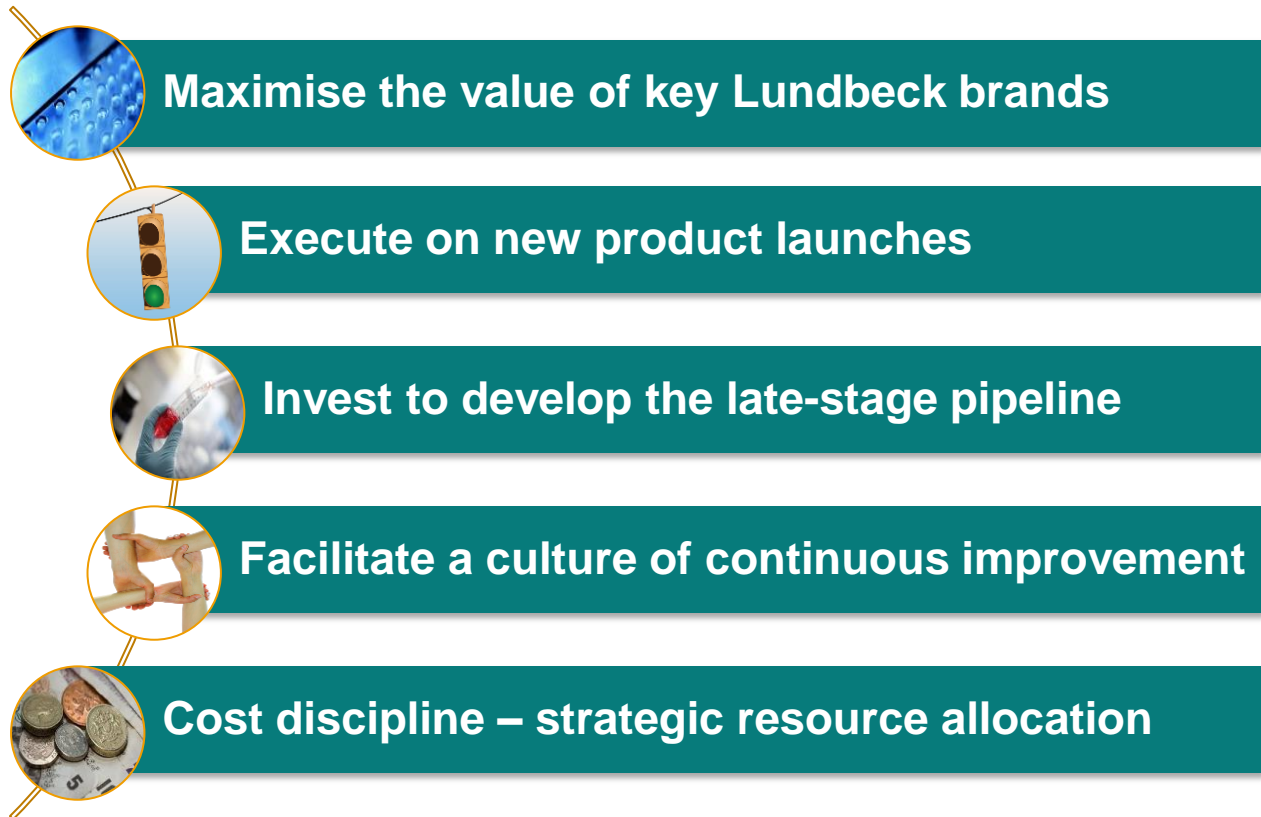 Maximise the value of key Lundbeck brands
Execute on new product launches
Invest to develop the late-stage pipeline
Facilitate a culture of continuous improvement
Cost discipline – strategic resource allocation
5